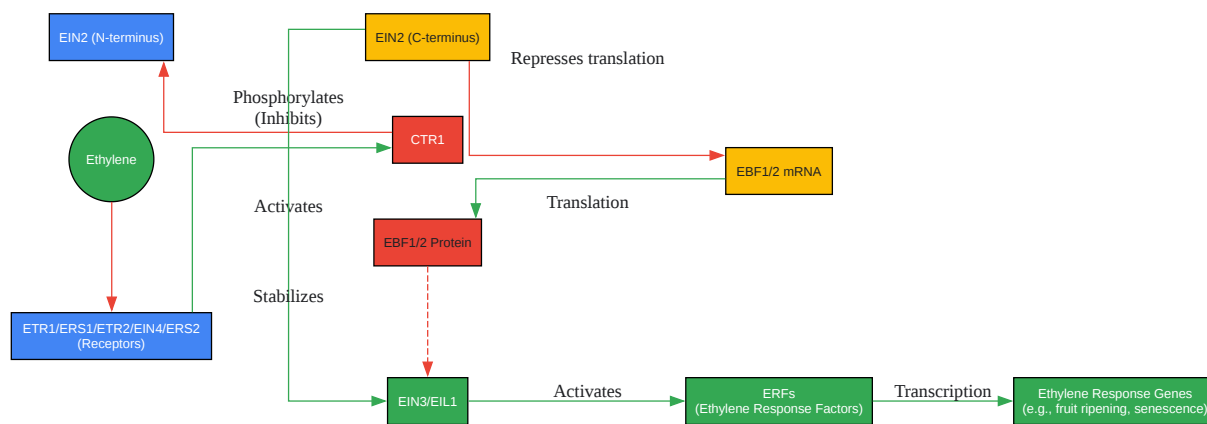 EIN2 (N-terminus)
EIN2 (C-terminus)
Represses translation
Phosphorylates
(Inhibits)
CTR1
Ethylene
EBF1/2 mRNA
Activates
Translation
EBF1/2 Protein
Stabilizes
ETR1/ERS1/ETR2/EIN4/ERS2
(Receptors)
EIN3/EIL1
Activates
ERFs
(Ethylene Response Factors)
Transcription
Ethylene Response Genes
(e.g., fruit ripening, senescence)